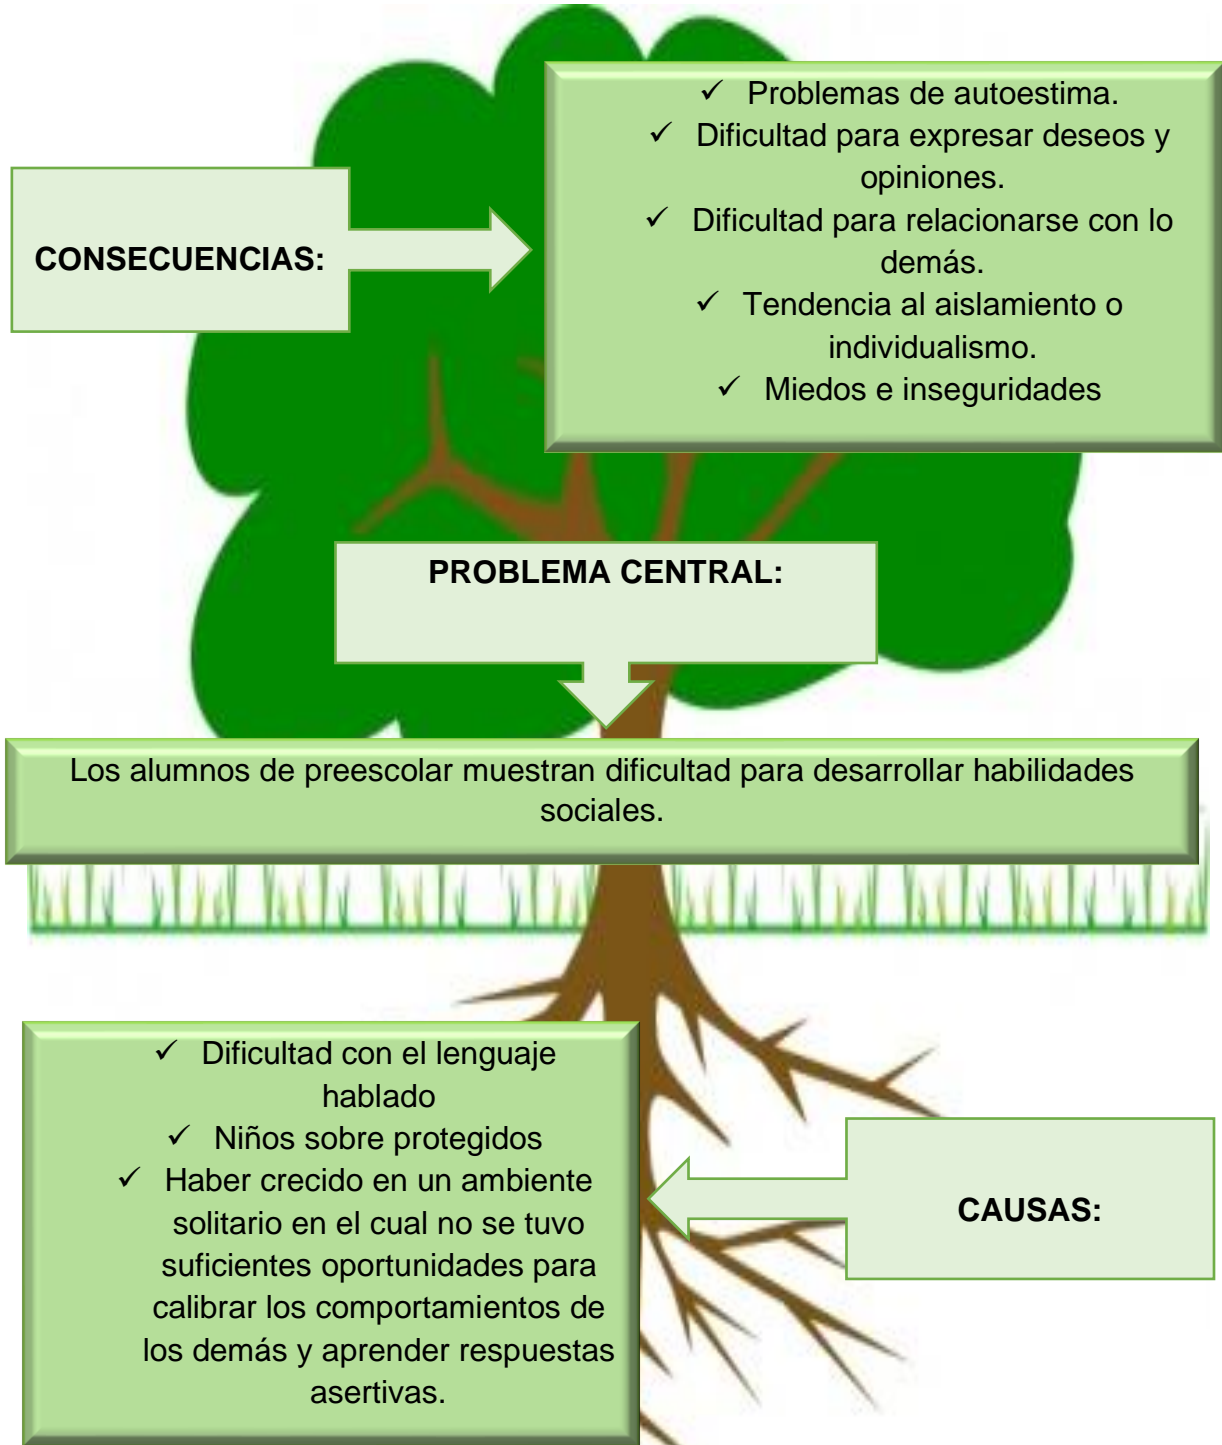 ✓ Problemas de autoestima.
✓ Dificultad para expresar deseos y
opiniones.
✓ Dificultad para relacionarse con lo
demás.
✓ Tendencia al aislamiento o
individualismo.
✓ Miedos e inseguridades
CONSECUENCIAS:
PROBLEMA CENTRAL:
Los alumnos de preescolar muestran dificultad para desarrollar habilidades
sociales.
✓ Dificultad con el lenguaje
hablado
✓ Niños sobre protegidos
✓ Haber crecido en un ambiente
solitario en el cual no se tuvo
suficientes oportunidades para
calibrar los comportamientos de
los demás y aprender respuestas
asertivas.
CAUSAS: